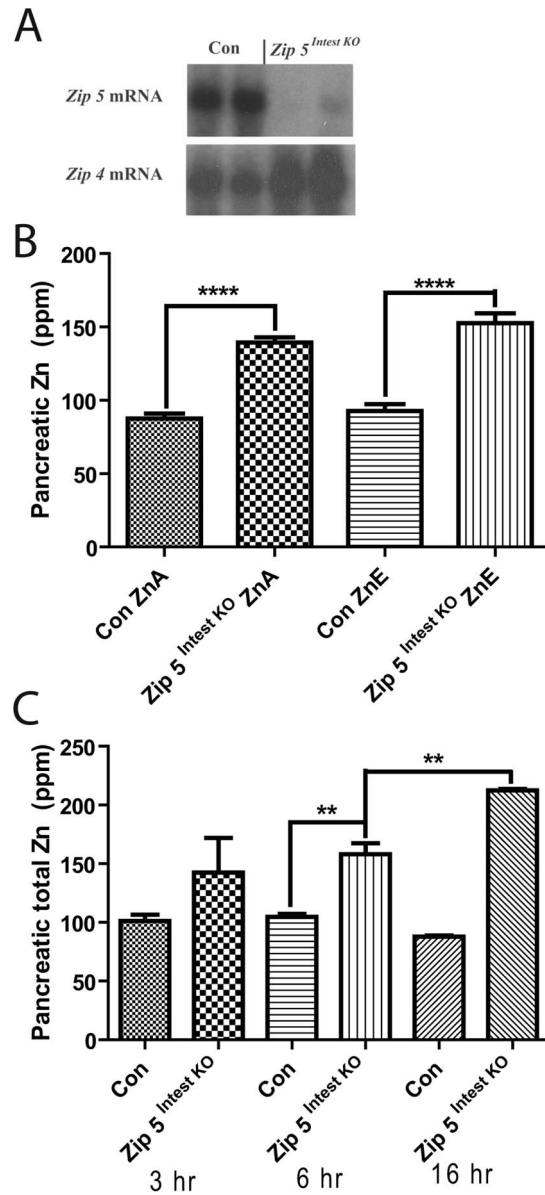 A
Con | Zip 5 Intest KO
Zip 5 mRNA
Zip 4 mRNA
B
Pancreatic Zn (ppm)
200
150
100
50
0
****
****
Con ZnA
Zip 5 Intest KO ZnA
Con ZnE
Zip 5 Intest KO ZnE
C
Pancreatic total Zn (ppm)
250
200
150
100
50
0
**
**
Con
Zip 5 Intest KO
Con
Zip 5 Intest KO
Con
Zip 5 Intest KO
3 hr
6 hr
16 hr